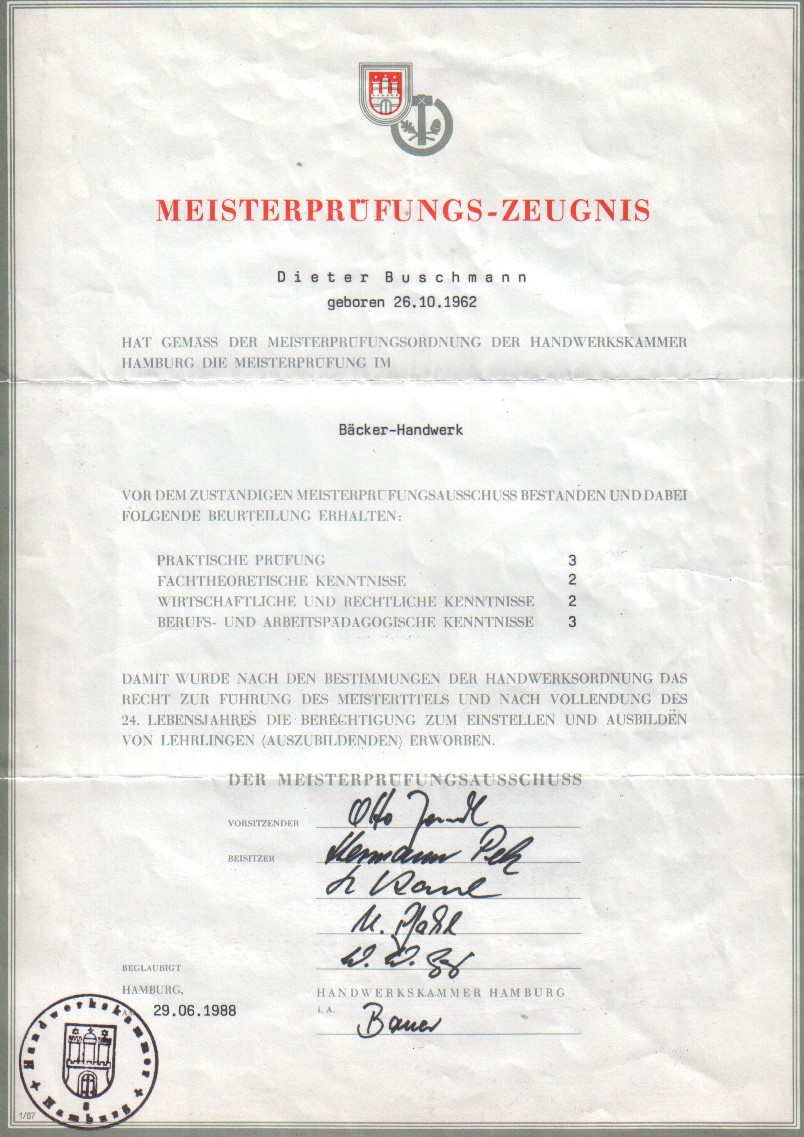 MEISTERPRÜFUNGS-ZEUGNIS
Dieter Buschmann
geboren 26.10.1962
HAT GEMÄSS DER MEISTERPRÜFUNGSORDNUNG DER HANDWERKSKAMMER
HAMBURG DIE MEISTERPRÜFUNG IM
Bäcker-Handwerk
VOR DEM ZUSTÄNDIGEN MEISTERPRÜFUNGSAUSSCHUSS BESTANDEN UND DABEI
FOLGENDE BEURTEILUNG ERHALTEN:
PRAKTISCHE PRÜFUNG 3
FACHTHEORETISCHE KENNTNISSE 2
WIRTSCHAFTLICHE UND RECHTLICHE KENNTNISSE 2
BERUFS- UND ARBEITSPÄDAGOGISCHE KENNTNISSE 3
DAMIT WURDE NACH DEN BESTIMMUNGEN DER HANDWERKSORDNUNG DAS
RECHT ZUR FÜHRUNG DES MEISTERTITELS UND NACH VOLLENDUNG DES
24. LEBENSJAHRES DIE BERECHTIGUNG ZUM EINSTELLEN UND AUSBILDEN
VON LEHRLINGEN (AUSZUBILDENDEN) ERWORBEN.
DER MEISTERPRÜFUNGSAUSSCHUSS
VORSITZENDER Otto
BEISITZER Hermann
M. Pfahl
BEGLAUBIGT
HAMBURG, HANDWERKSKAMMER HAMBURG
29.06.1988 I.A.
Bauer
Handwerkskammer
Hamburg
8
1/87